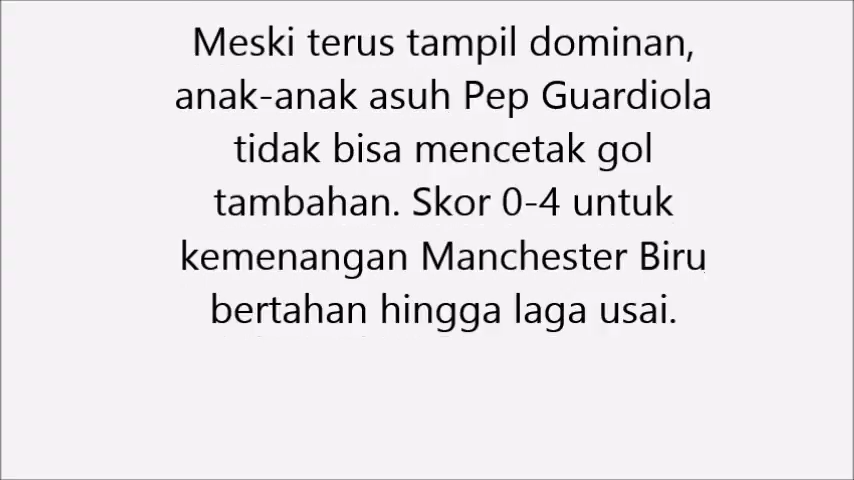 Meski terus tampil dominan,
anak-anak asuh Pep Guardiola
tidak bisa mencetak gol
tambahan. Skor 0-4 untuk
kemenangan Manchester Biru
bertahan hingga laga usai.